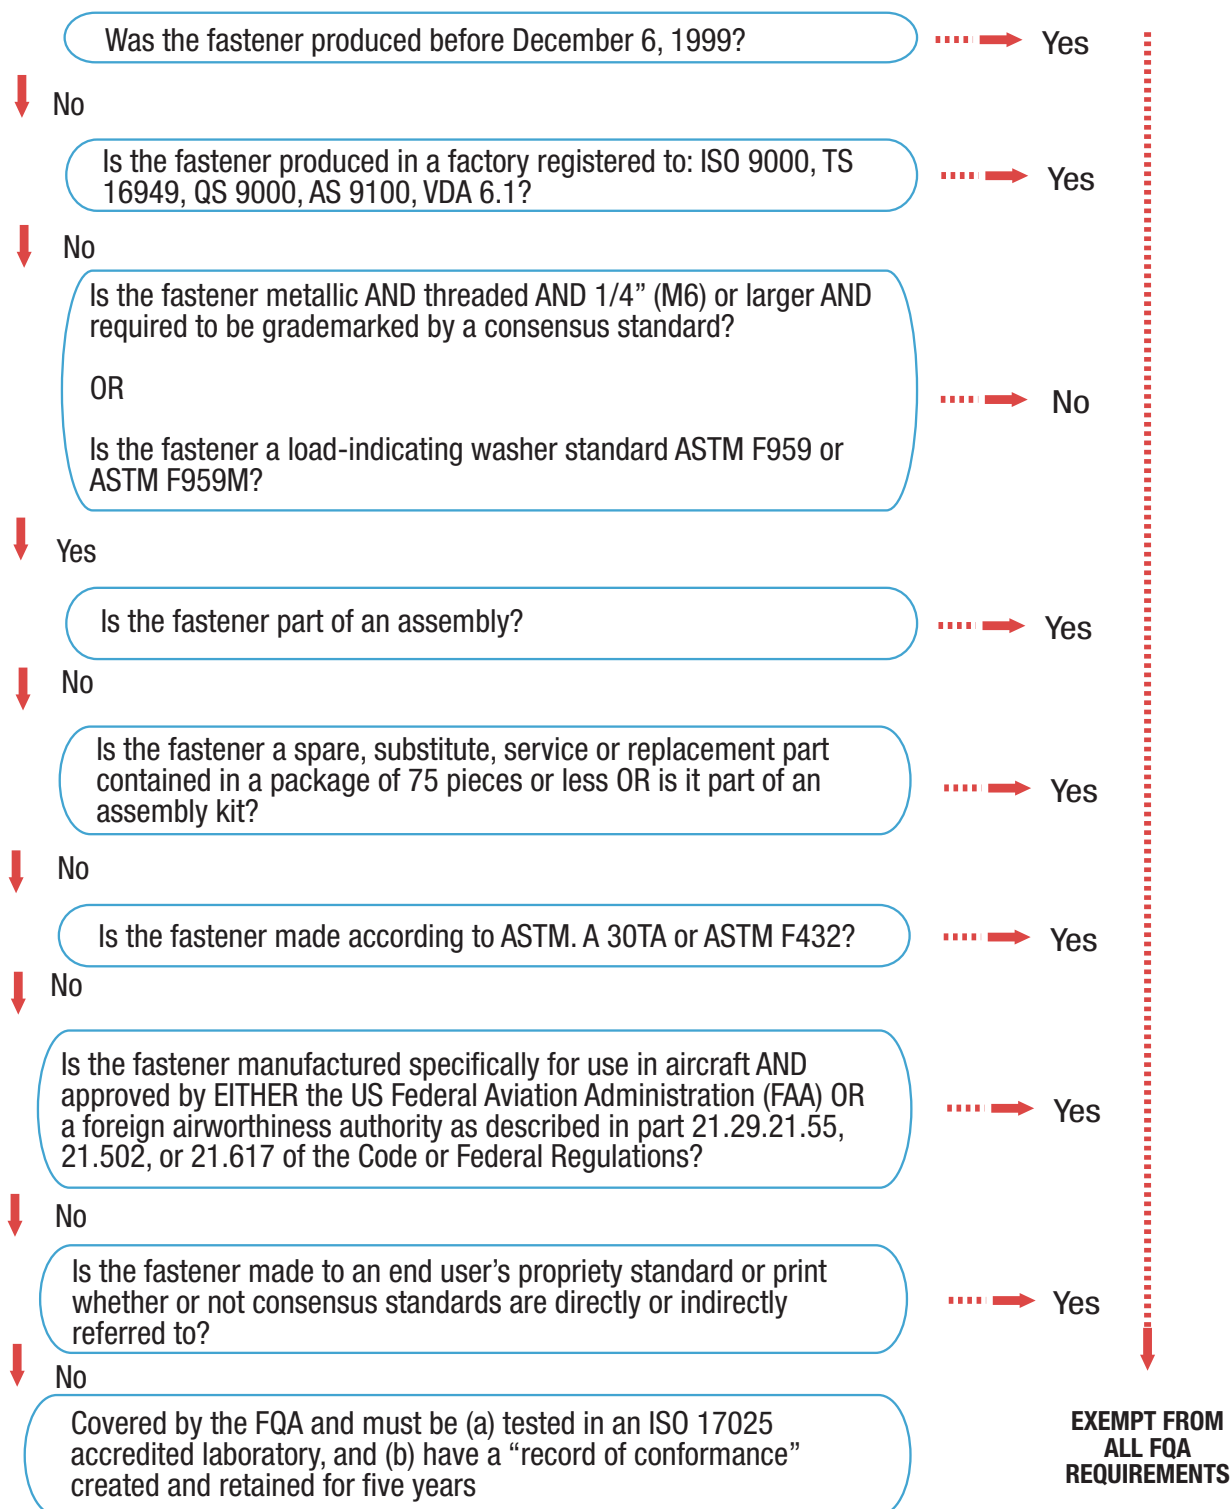 Was the fastener produced before December 6, 1999?
Yes
No
Is the fastener produced in a factory registered to: ISO 9000, TS
16949, QS 9000, AS 9100, VDA 6.1?
Yes
No
Is the fastener metallic AND threaded AND 1/4” (M6) or larger AND
required to be grademarked by a consensus standard?
OR
Is the fastener a load-indicating washer standard ASTM F959 or
ASTM F959M?
No
Yes
Is the fastener part of an assembly?
Yes
No
Is the fastener a spare, substitute, service or replacement part
contained in a package of 75 pieces or less OR is it part of an
assembly kit?
Yes
No
Is the fastener made according to ASTM. A 30TA or ASTM F432?
Yes
No
Is the fastener manufactured specifically for use in aircraft AND
approved by EITHER the US Federal Aviation Administration (FAA) OR
a foreign airworthiness authority as described in part 21.29.21.55,
21.502, or 21.617 of the Code or Federal Regulations?
Yes
No
Is the fastener made to an end user’s propriety standard or print
whether or not consensus standards are directly or indirectly
referred to?
Yes
No
Covered by the FQA and must be (a) tested in an ISO 17025
accredited laboratory, and (b) have a “record of conformance”
created and retained for five years
EXEMPT FROM
ALL FQA
REQUIREMENTS